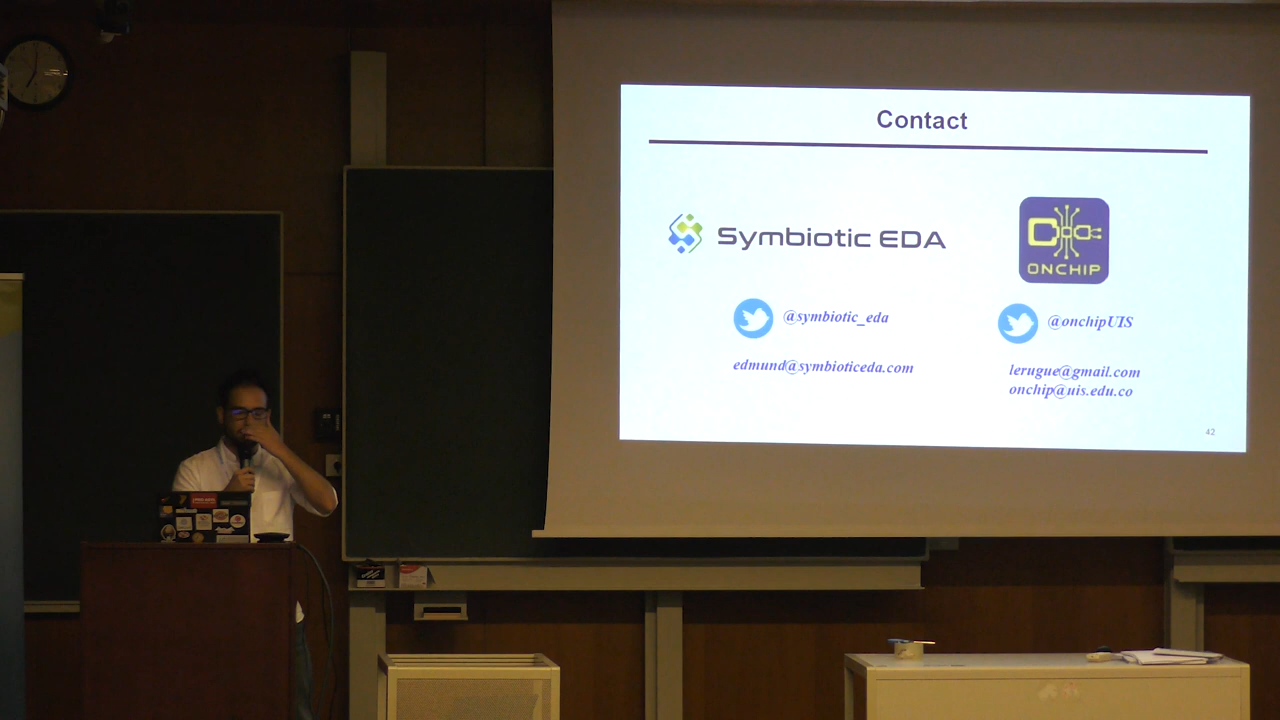 Contact
Symbiotic EDA
ONCHIP
@symbiotic_eda
@onchipUIS
edmund@symbioticeda.com
lerugue@gmail.com
onchip@uis.edu.co
42